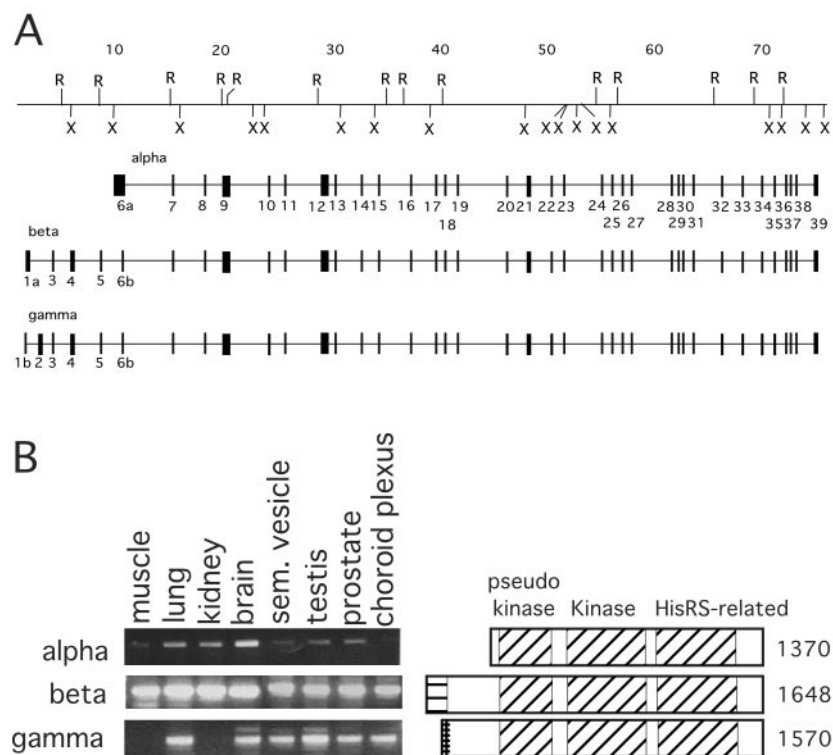 A
10 20 30 40 50 60 70
R R R R R R R R R R R R R R
X X X X X X X X X X X X X X X X X X
alpha
6a 7 8 9 10 11 12 13 14 15 16 17 19 20 21 22 23 24 26 28 30 32 33 34 36 38
18 25 27 29 31 35 37 39
beta
1a 3 4 5 6b
gamma
1b 2 3 4 5 6b
B
muscle
lung
kidney
brain
sem. vesicle
testis
prostate
choroid plexus
alpha
beta
gamma
pseudo
kinase Kinase HisRS-related
1370
1648
1570